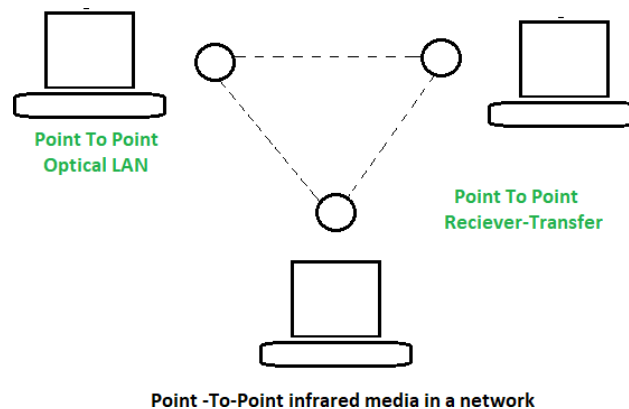 Point To Point
Optical LAN
Point To Point
Reciever-Transfer
Point -To-Point infrared media in a network